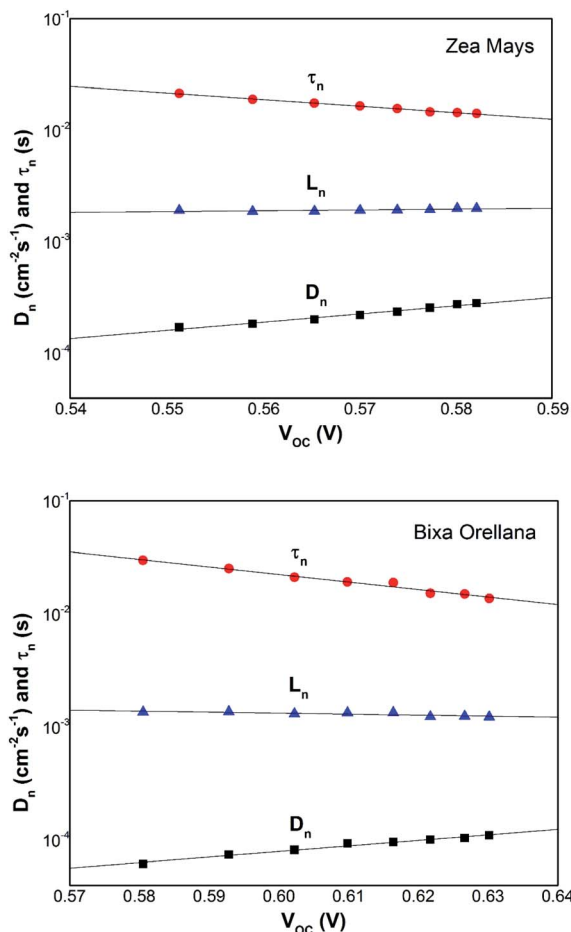 10⁻¹
Zea Mays
τₙ
10⁻²
Lₙ
10⁻³
Dₙ
10⁻⁴
Dₙ (cm⁻²s⁻¹) and τₙ (s)
0.54 0.55 0.56 0.57 0.58 0.59
V_OC (V)
10⁻¹
Bixa Orellana
τₙ
10⁻²
Lₙ
10⁻³
Dₙ
10⁻⁴
Dₙ (cm⁻²s⁻¹) and τₙ (s)
0.57 0.58 0.59 0.60 0.61 0.62 0.63 0.64
V_OC (V)